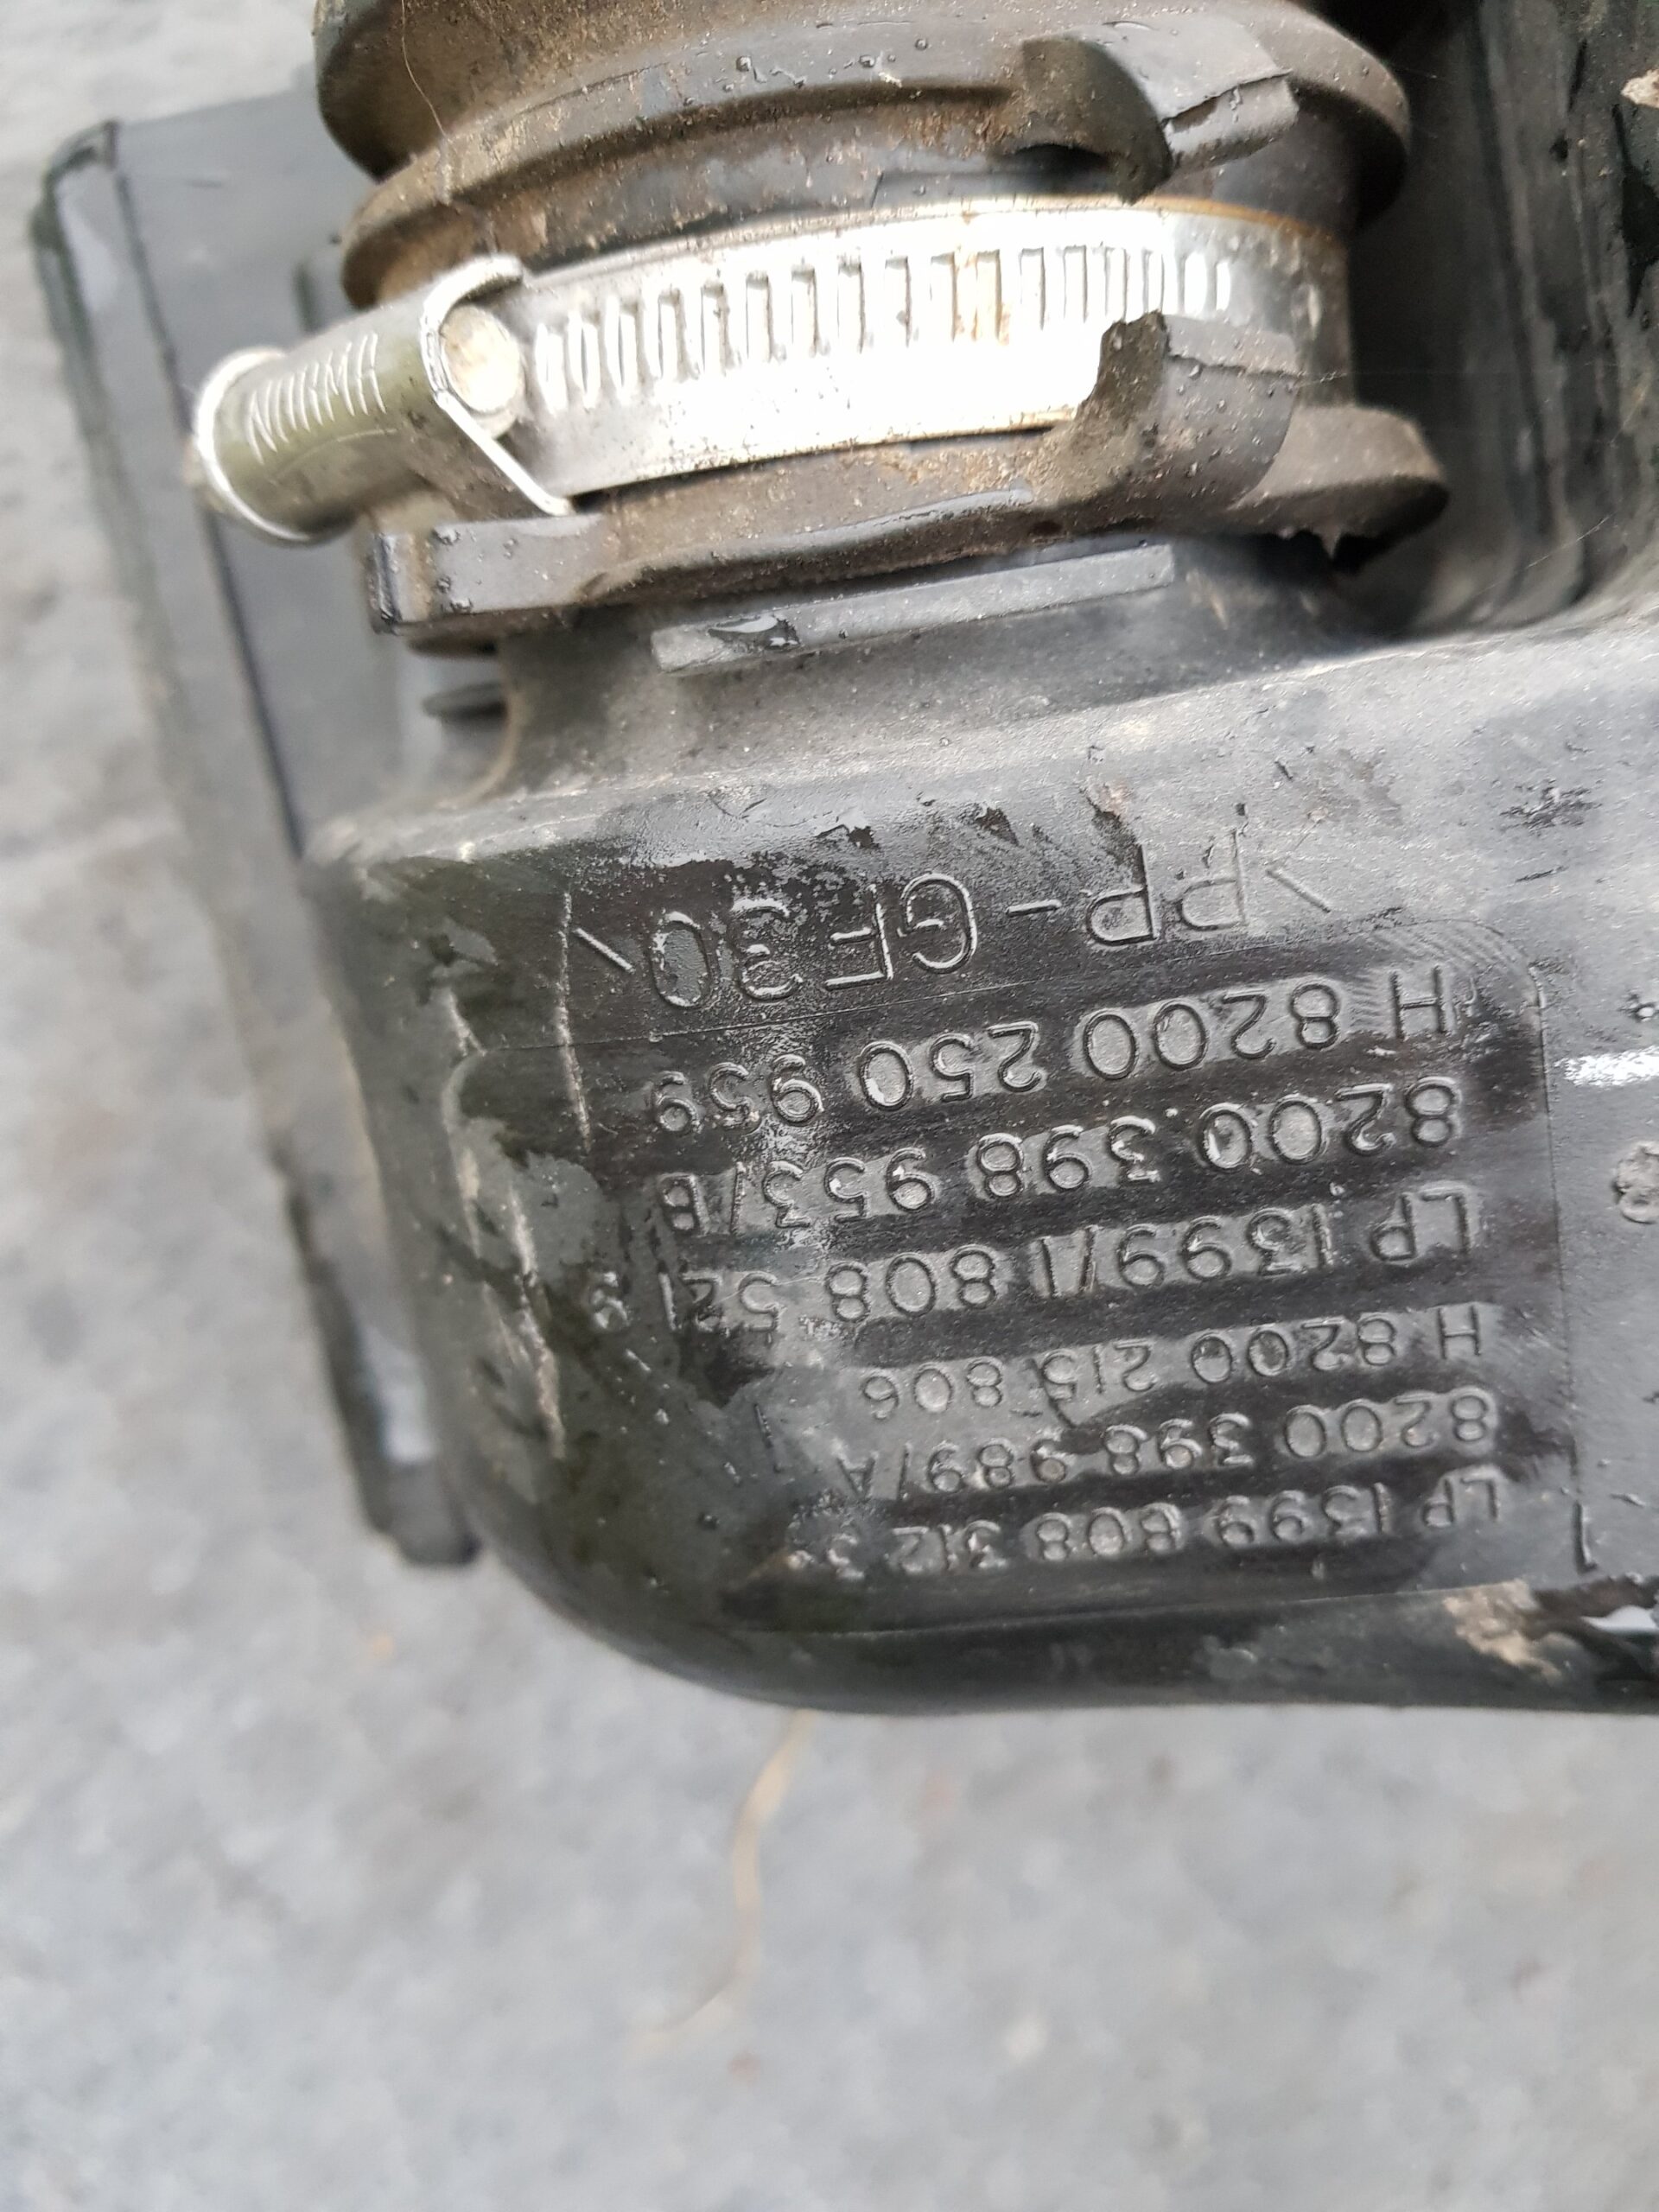 LP 1399 808 312 3
8200 398 989/A
H 8200 215 806
LP 1399/1 808 521
8200 398 953/B
H 8200 250 959
>PP-GF30<
NORMA